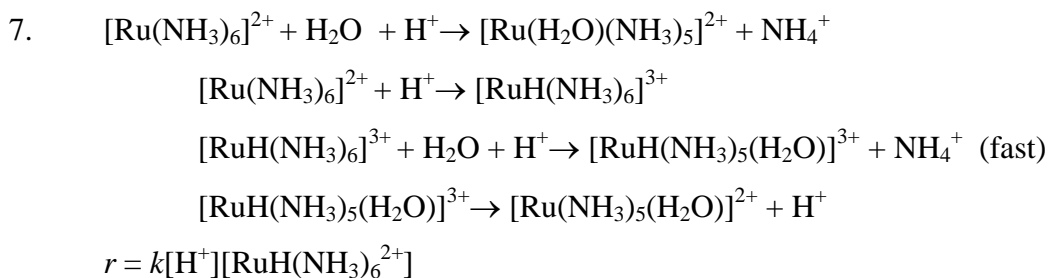 7. [Ru(NH₃)₆]²⁺ + H₂O + H⁺→ [Ru(H₂O)(NH₃)₅]²⁺ + NH₄⁺
[Ru(NH₃)₆]²⁺ + H⁺→ [RuH(NH₃)₆]³⁺
[RuH(NH₃)₆]³⁺ + H₂O + H⁺→ [RuH(NH₃)₅(H₂O)]³⁺ + NH₄⁺ (fast)
[RuH(NH₃)₅(H₂O)]³⁺→ [Ru(NH₃)₅(H₂O)]²⁺ + H⁺
r = k[H⁺][RuH(NH₃)₆²⁺]